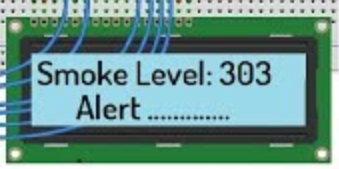 Smoke Level: 303
Alert .............